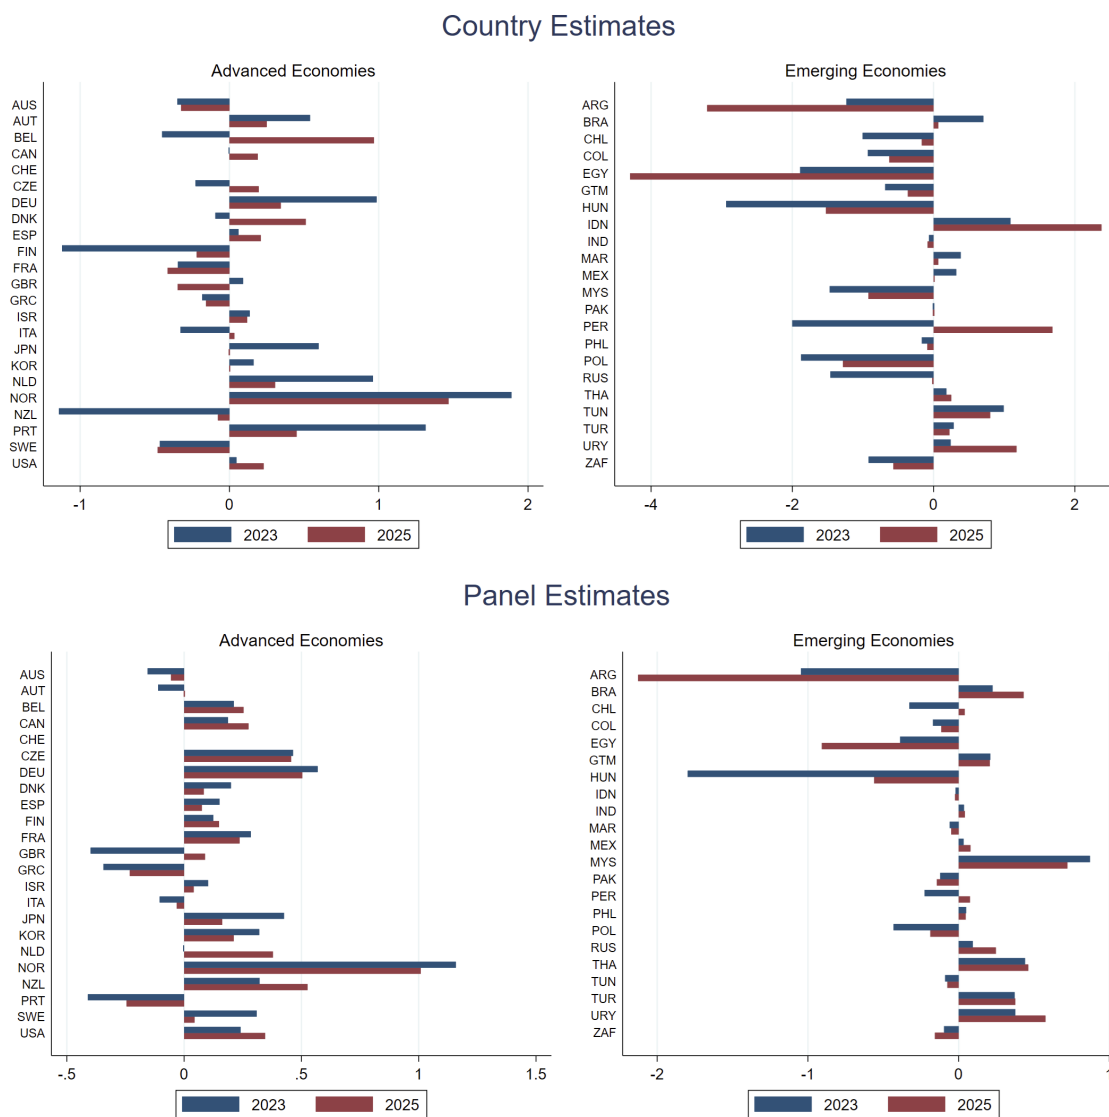 Country Estimates
Advanced Economies
AUS
AUT
BEL
CAN
CHE
CZE
DEU
DNK
ESP
FIN
FRA
GBR
GRC
ISR
ITA
JPN
KOR
NLD
NOR
NZL
PRT
SWE
USA
-1 0 1 2
2023 2025
Emerging Economies
ARG
BRA
CHL
COL
EGY
GTM
HUN
IDN
IND
MAR
MEX
MYS
PAK
PER
PHL
POL
RUS
THA
TUN
TUR
URY
ZAF
-4 -2 0 2
2023 2025
Panel Estimates
Advanced Economies
AUS
AUT
BEL
CAN
CHE
CZE
DEU
DNK
ESP
FIN
FRA
GBR
GRC
ISR
ITA
JPN
KOR
NLD
NOR
NZL
PRT
SWE
USA
-.5 0 .5 1 1.5
2023 2025
Emerging Economies
ARG
BRA
CHL
COL
EGY
GTM
HUN
IDN
IND
MAR
MEX
MYS
PAK
PER
PHL
POL
RUS
THA
TUN
TUR
URY
ZAF
-2 -1 0 1
2023 2025